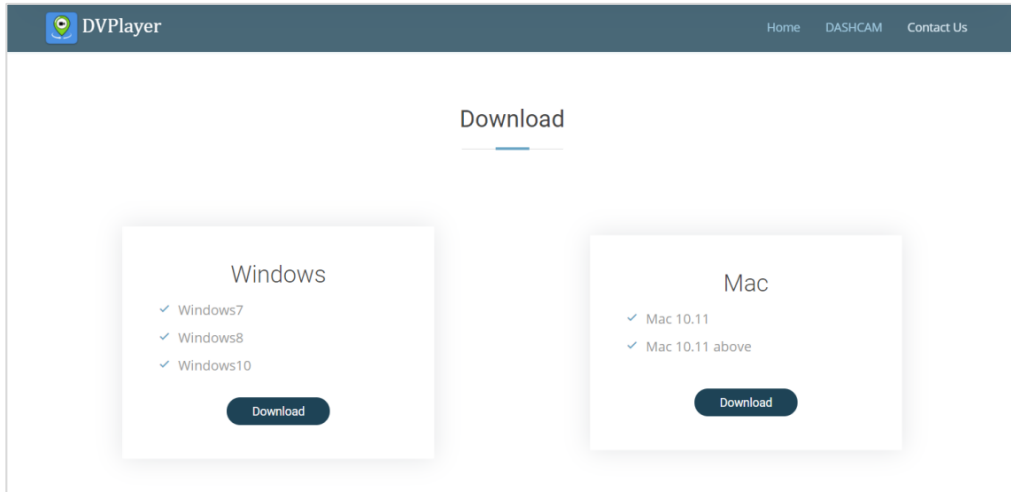 DVPlayer
Home DASHCAM Contact Us
Download
Windows
Windows7
Windows8
Windows10
Download
Mac
Mac 10.11
Mac 10.11 above
Download